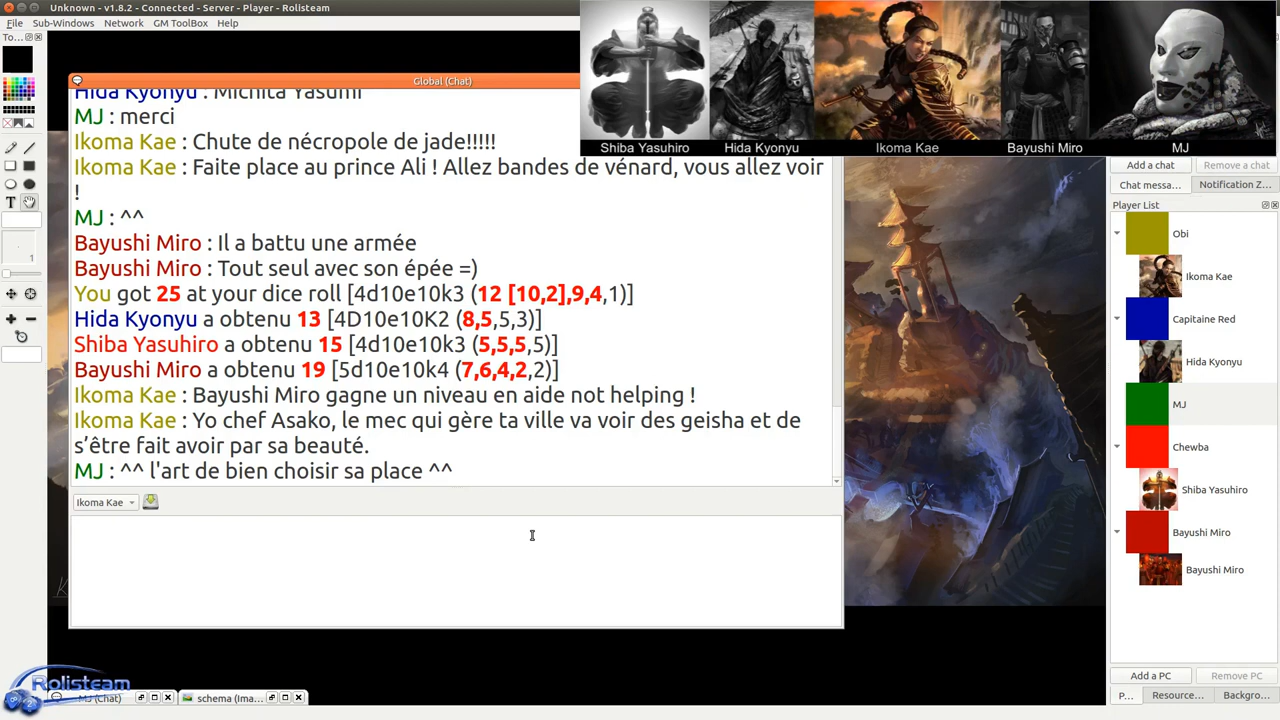 Unknown - v1.8.2 - Connected - Server - Player - Rolisteam
File Sub-Windows Network GM ToolBox Help
To...
Global (Chat)
Hida Kyonyu : Michita Yasumi
MJ : merci
Ikoma Kae : Chute de nécropole de jade!!!!!
Ikoma Kae : Faite place au prince Ali ! Allez bandes de vénard, vous allez voir
!
MJ : ^^
Bayushi Miro : Il a battu une armée
Bayushi Miro : Tout seul avec son épée =)
You got 25 at your dice roll [4d10e10k3 (12 [10,2],9,4,1)]
Hida Kyonyu a obtenu 13 [4D10e10K2 (8,5,5,3)]
Shiba Yasuhiro a obtenu 15 [4d10e10k3 (5,5,5,5)]
Bayushi Miro a obtenu 19 [5d10e10k4 (7,6,4,2,2)]
Ikoma Kae : Bayushi Miro gagne un niveau en aide not helping !
Ikoma Kae : Yo chef Asako, le mec qui gère ta ville va voir des geisha et de
s’être fait avoir par sa beauté.
MJ : ^^ l'art de bien choisir sa place ^^
Ikoma Kae
Shiba Yasuhiro Hida Kyonyu Ikoma Kae Bayushi Miro MJ
Add a chat Remove a chat
Chat messa... Notification Z...
Player List
Obi
Ikoma Kae
Capitaine Red
Hida Kyonyu
MJ
Chewba
Shiba Yasuhiro
Bayushi Miro
Bayushi Miro
Add a PC Remove PC
P... Resource... Backgro...
T
1
Rolisteam
MJ (Chat) schema (Ima...